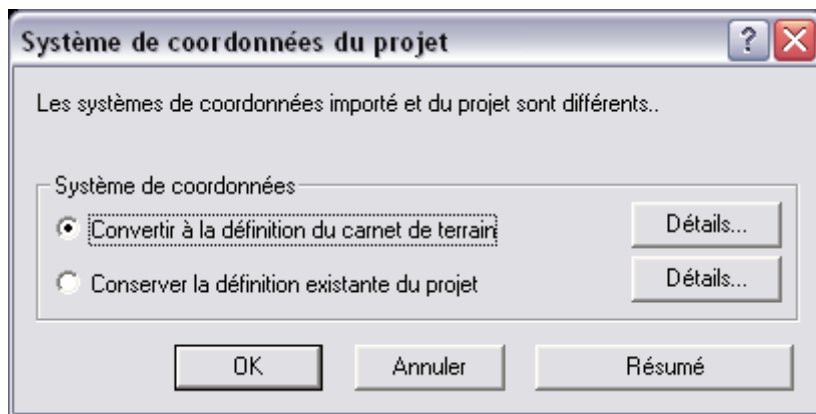 Système de coordonnées du projet
Les systèmes de coordonnées importé et du projet sont différents..
Système de coordonnées
Convertir à la définition du carnet de terrain
Détails...
Conserver la définition existante du projet
Détails...
OK
Annuler
Résumé